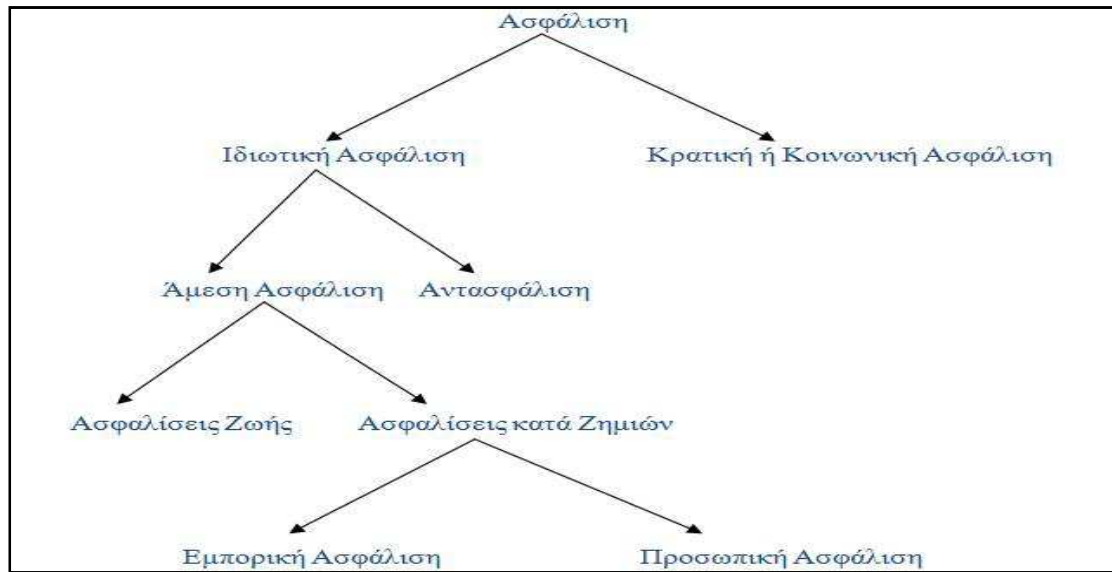 Ασφάλιση
Ιδιωτική Ασφάλιση Κρατική ή Κοινωνική Ασφάλιση
Άμεση Ασφάλιση Αντασφάλιση
Ασφαλίσεις Ζωής Ασφαλίσεις κατά Ζημιών
Εμπορική Ασφάλιση Προσωπική Ασφάλιση